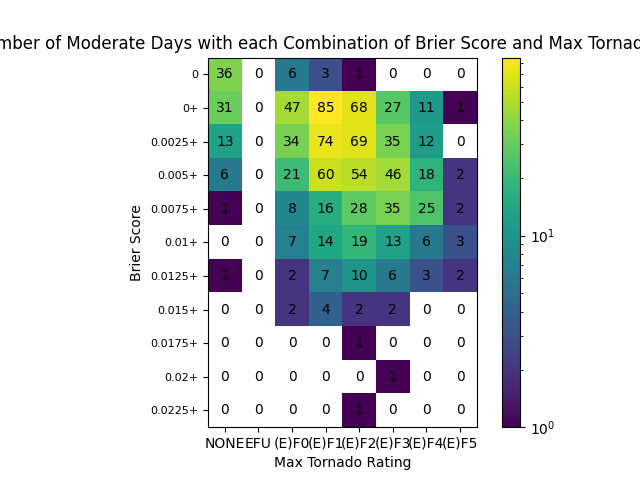 mber of Moderate Days with each Combination of Brier Score and Max Tornad
0 36 0 6 3 1 0 0 0
0+ 31 0 47 85 68 27 11 1
0.0025+ 13 0 34 74 69 35 12 0
0.005+ 6 0 21 60 54 46 18 2
0.0075+ 1 0 8 16 28 35 25 2
0.01+ 0 0 7 14 19 13 6 3
0.0125+ 1 0 2 7 10 6 3 2
0.015+ 0 0 2 4 2 2 0 0
0.0175+ 0 0 0 0 1 0 0 0
0.02+ 0 0 0 0 0 1 0 0
0.0225+ 0 0 0 0 1 0 0 0
NONE EFU (E)F0 (E)F1 (E)F2 (E)F3 (E)F4 (E)F5
Max Tornado Rating
Brier Score
10¹
10⁰